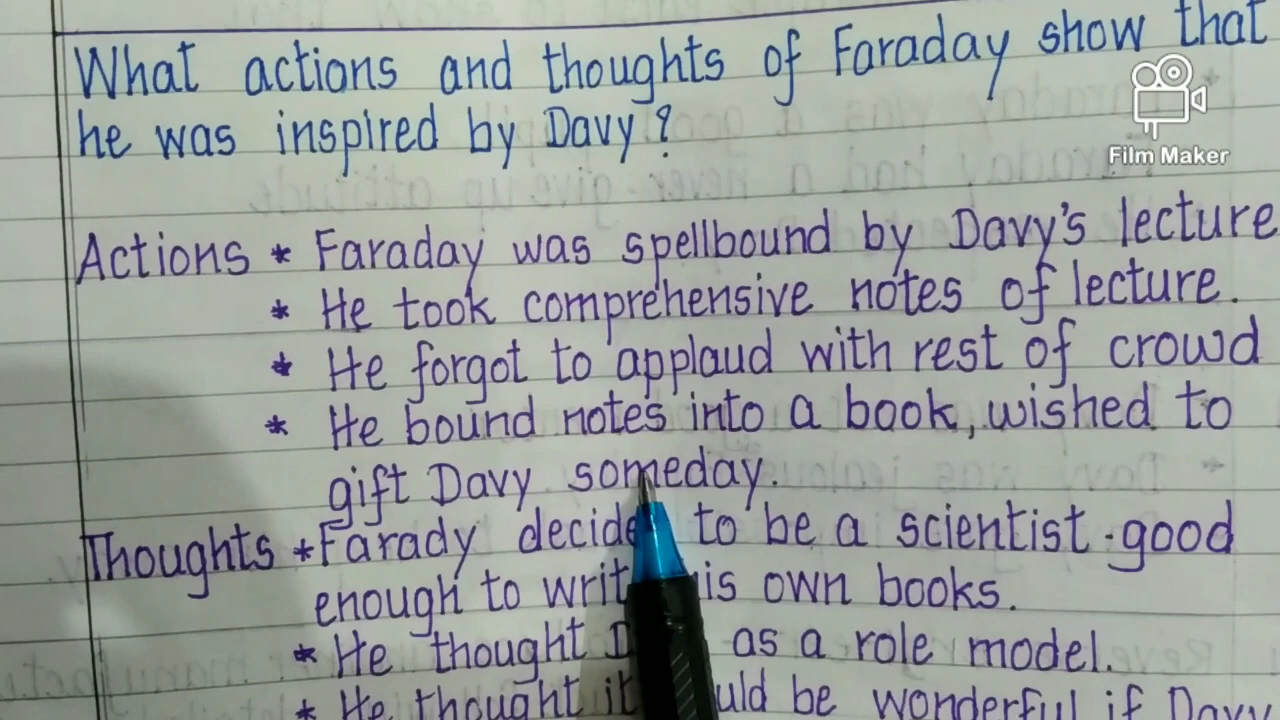 What actions and thoughts of Faraday show that
he was inspired by Davy?
Film Maker
Actions * Faraday was spellbound by Davy's lecture
* He took comprehensive notes of lecture.
* He forgot to applaud with rest of crowd
* He bound notes into a book, wished to
gift Davy someday.
Thoughts * Farady decide to be a scientist good
enough to writ his own books.
* He thought as a role model.
* He thought it be wonderful if Davy